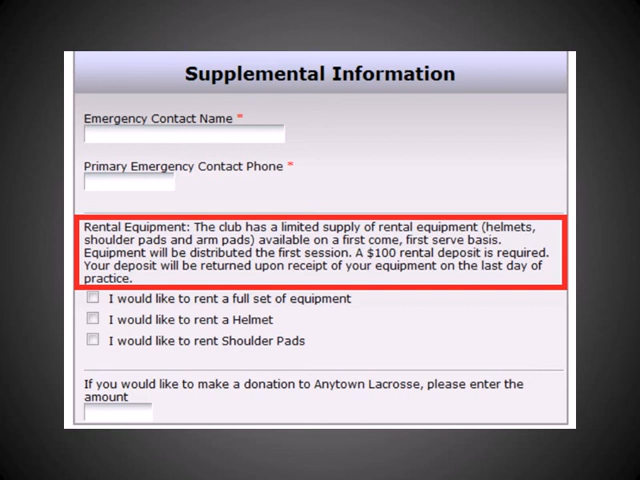 Supplemental Information
Emergency Contact Name *
Primary Emergency Contact Phone *
Rental Equipment: The club has a limited supply of rental equipment (helmets,
shoulder pads and arm pads) available on a first come, first serve basis.
Equipment will be distributed the first session. A $100 rental deposit is required.
Your deposit will be returned upon receipt of your equipment on the last day of
practice.
I would like to rent a full set of equipment
I would like to rent a Helmet
I would like to rent Shoulder Pads
If you would like to make a donation to Anytown Lacrosse, please enter the
amount